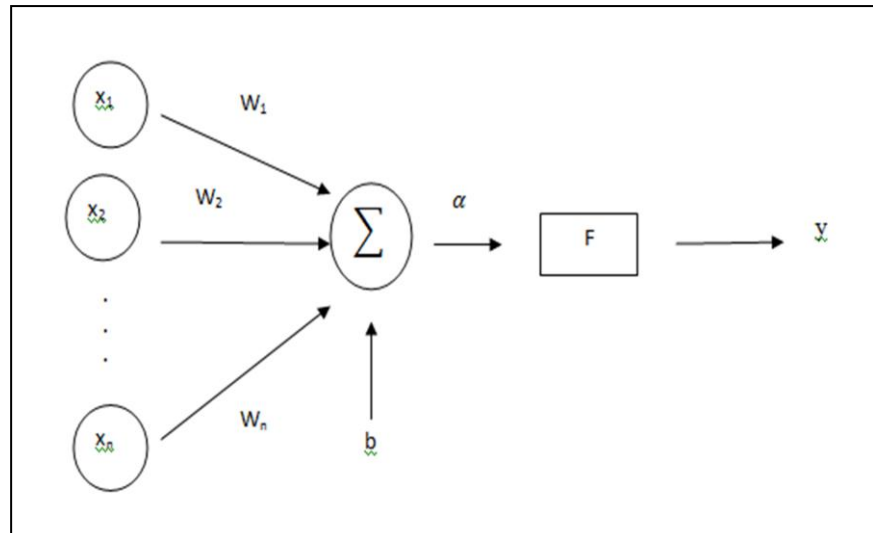 x₁
W₁
x₂
W₂
∑
α
F
y
.
.
.
xₙ
Wₙ
b